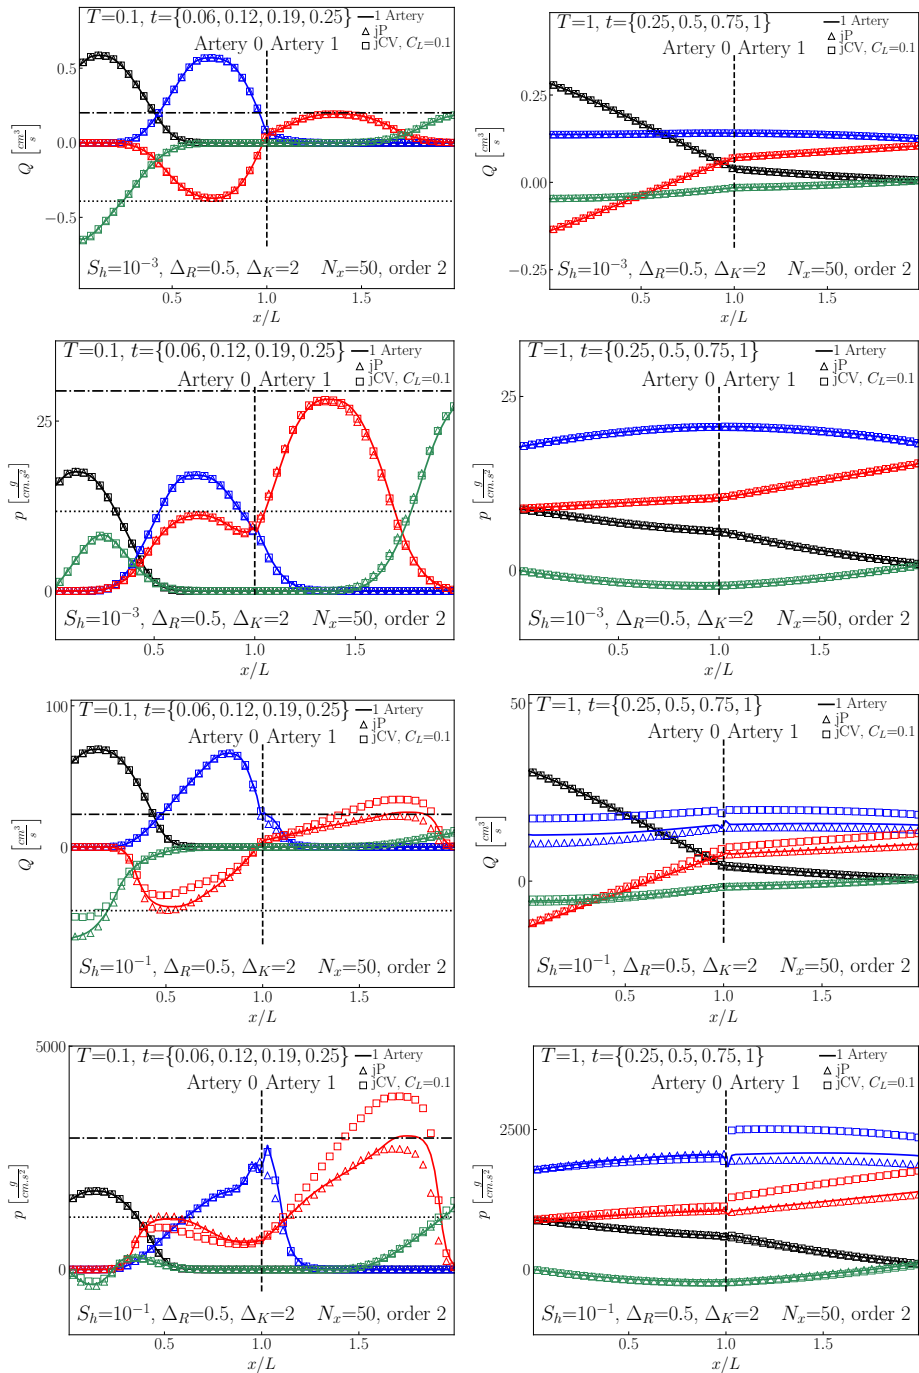 T=0.1, t={0.06, 0.12, 0.19, 0.25}
1 Artery
jP
jCV, C_L=0.1
Artery 0 Artery 1
0.5
0.0
−0.5
Q [cm³/s]
S_h=10⁻³, Δ_R=0.5, Δ_K=2 N_x=50, order 2
0.5 1.0 1.5
x/L
T=1, t={0.25, 0.5, 0.75, 1}
1 Artery
jP
jCV, C_L=0.1
Artery 0 Artery 1
0.25
0.00
−0.25
Q [cm³/s]
S_h=10⁻³, Δ_R=0.5, Δ_K=2 N_x=50, order 2
0.5 1.0 1.5
x/L
T=0.1, t={0.06, 0.12, 0.19, 0.25}
1 Artery
jP
jCV, C_L=0.1
Artery 0 Artery 1
25
0
p [g/cm.s²]
S_h=10⁻³, Δ_R=0.5, Δ_K=2 N_x=50, order 2
0.5 1.0 1.5
x/L
T=1, t={0.25, 0.5, 0.75, 1}
1 Artery
jP
jCV, C_L=0.1
Artery 0 Artery 1
25
0
p [g/cm.s²]
S_h=10⁻³, Δ_R=0.5, Δ_K=2 N_x=50, order 2
0.5 1.0 1.5
x/L
T=0.1, t={0.06, 0.12, 0.19, 0.25}
1 Artery
jP
jCV, C_L=0.1
Artery 0 Artery 1
100
0
Q [cm³/s]
S_h=10⁻¹, Δ_R=0.5, Δ_K=2 N_x=50, order 2
0.5 1.0 1.5
x/L
T=1, t={0.25, 0.5, 0.75, 1}
1 Artery
jP
jCV, C_L=0.1
Artery 0 Artery 1
50
0
Q [cm³/s]
S_h=10⁻¹, Δ_R=0.5, Δ_K=2 N_x=50, order 2
0.5 1.0 1.5
x/L
T=0.1, t={0.06, 0.12, 0.19, 0.25}
1 Artery
jP
jCV, C_L=0.1
Artery 0 Artery 1
5000
0
p [g/cm.s²]
S_h=10⁻¹, Δ_R=0.5, Δ_K=2 N_x=50, order 2
0.5 1.0 1.5
x/L
T=1, t={0.25, 0.5, 0.75, 1}
1 Artery
jP
jCV, C_L=0.1
Artery 0 Artery 1
2500
0
p [g/cm.s²]
S_h=10⁻¹, Δ_R=0.5, Δ_K=2 N_x=50, order 2
0.5 1.0 1.5
x/L